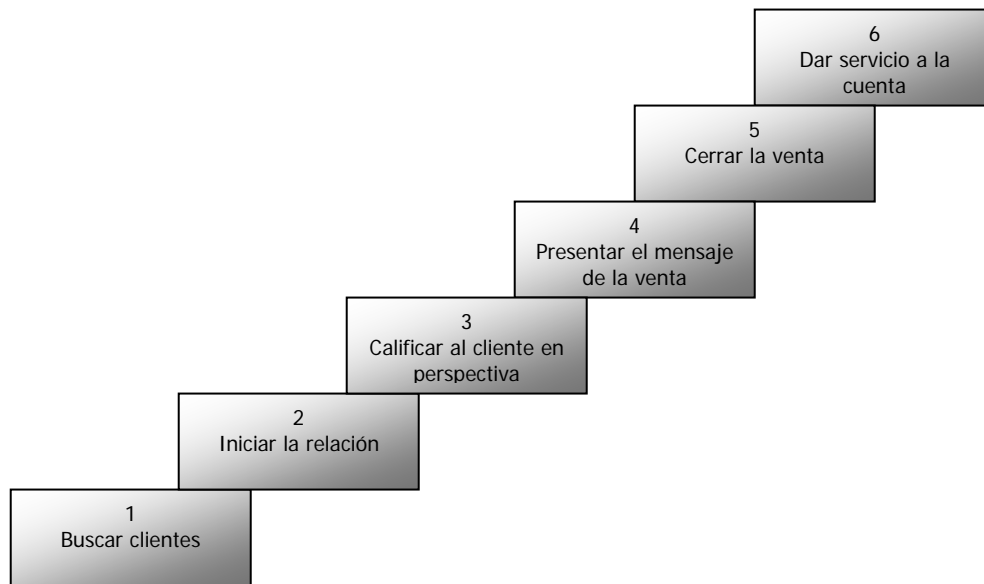 6
Dar servicio a la
cuenta
5
Cerrar la venta
4
Presentar el mensaje
de la venta
3
Calificar al cliente en
perspectiva
2
Iniciar la relación
1
Buscar clientes